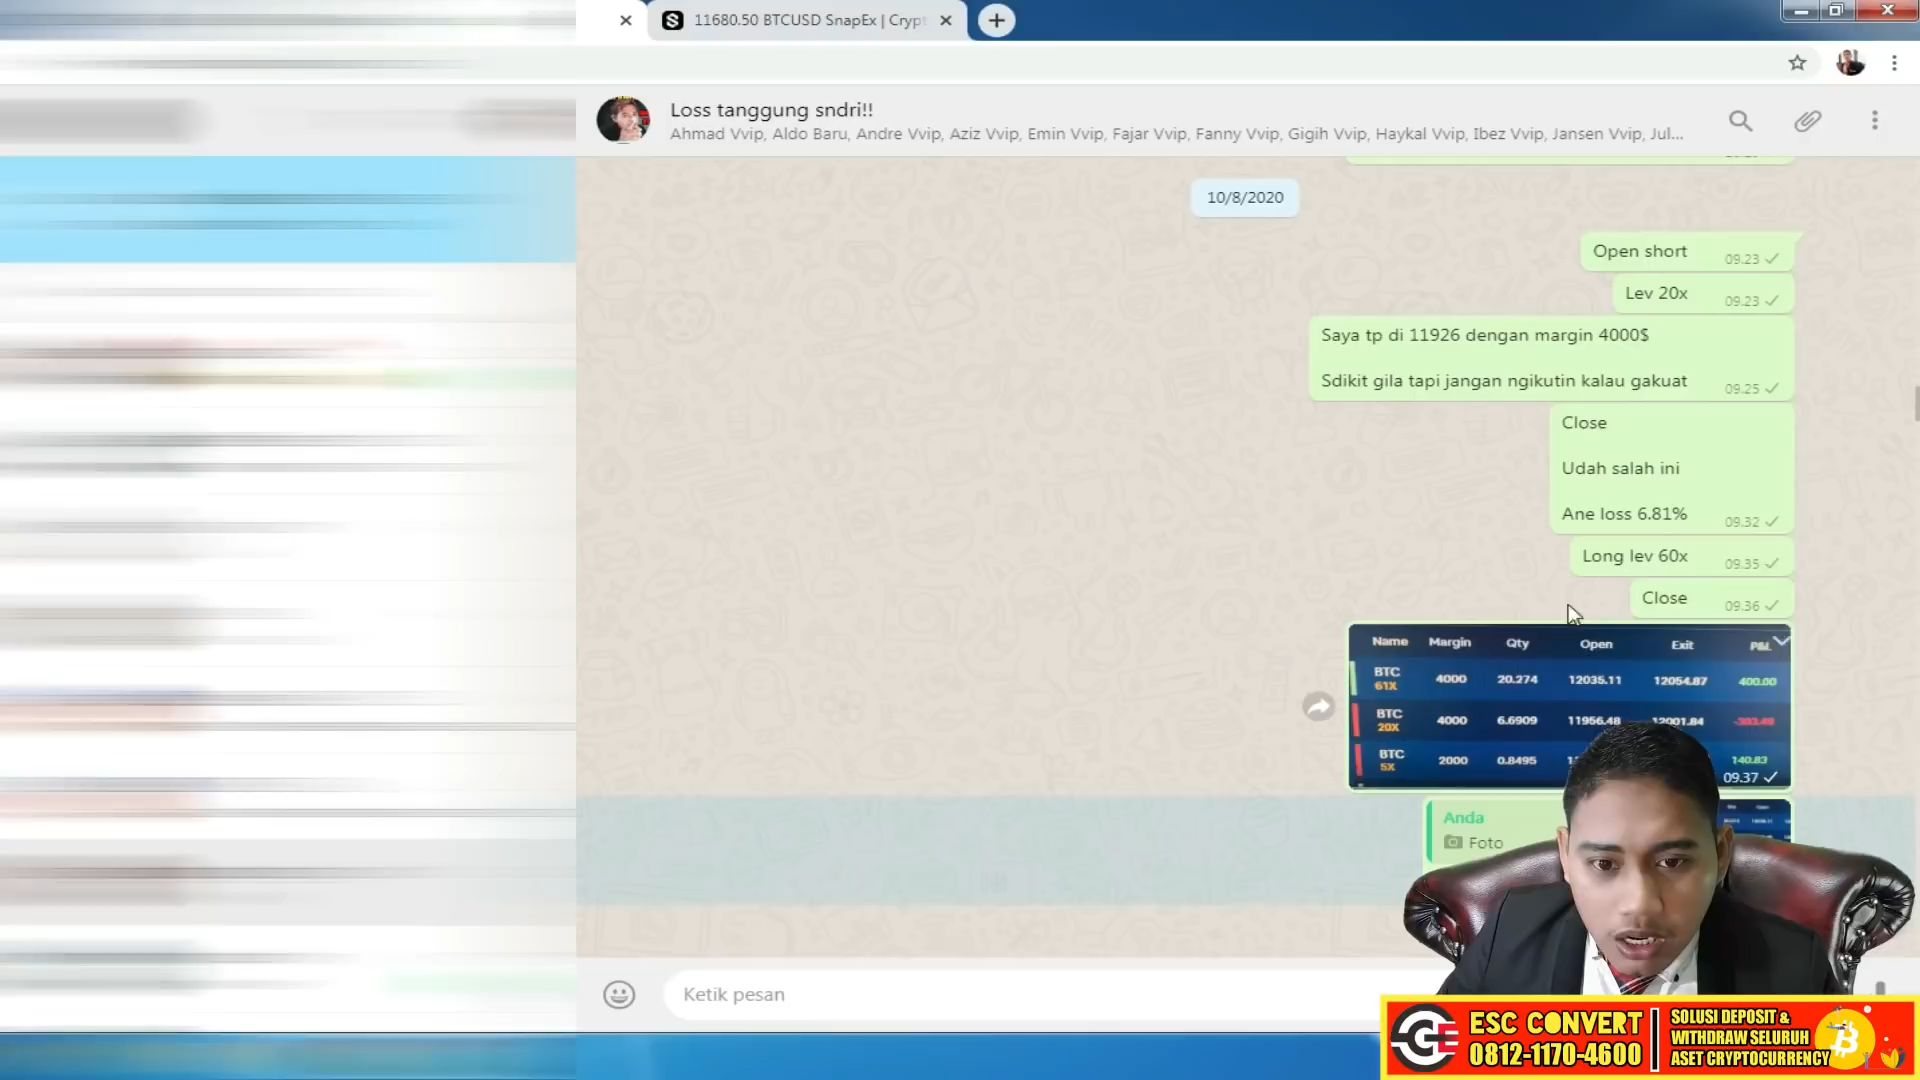 11680.50 BTCUSD SnapEx | Crypt
Loss tanggung sndri!!
Ahmad Vvip, Aldo Baru, Andre Vvip, Aziz Vvip, Emin Vvip, Fajar Vvip, Fanny Vvip, Gigih Vvip, Haykal Vvip, Ibez Vvip, Jansen Vvip, Jul...
10/8/2020
Open short 09.23
Lev 20x 09.23
Saya tp di 11926 dengan margin 4000$
Sdikit gila tapi jangan ngikutin kalau gakuat 09.25
Close
Udah salah ini
Ane loss 6.81% 09.32
Long lev 60x 09.35
Close 09.36
Name Margin Qty Open Exit P&L
BTC 61X 4000 20.274 12035.11 12054.87 400.00
BTC 20X 4000 6.6909 11956.48 12001.84
BTC 5X 2000 0.8495 140.83
09.37
Anda
Foto
Ketik pesan
ESC CONVERT
0812-1170-4600
SOLUSI DEPOSIT &
WITHDRAW SELURUH
ASET CRYPTOCURRENCY